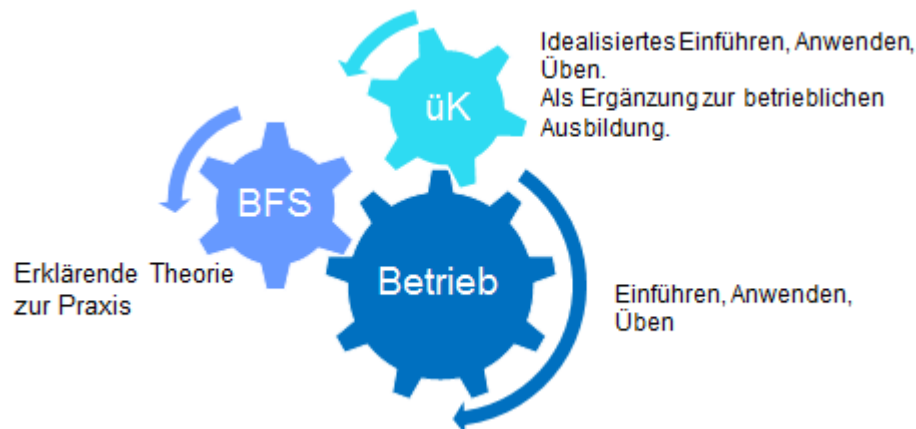 üK
Idealisiertes Einführen, Anwenden,
Üben.
Als Ergänzung zur betrieblichen
Ausbildung.
BFS
Erklärende Theorie
zur Praxis
Betrieb
Einführen, Anwenden,
Üben